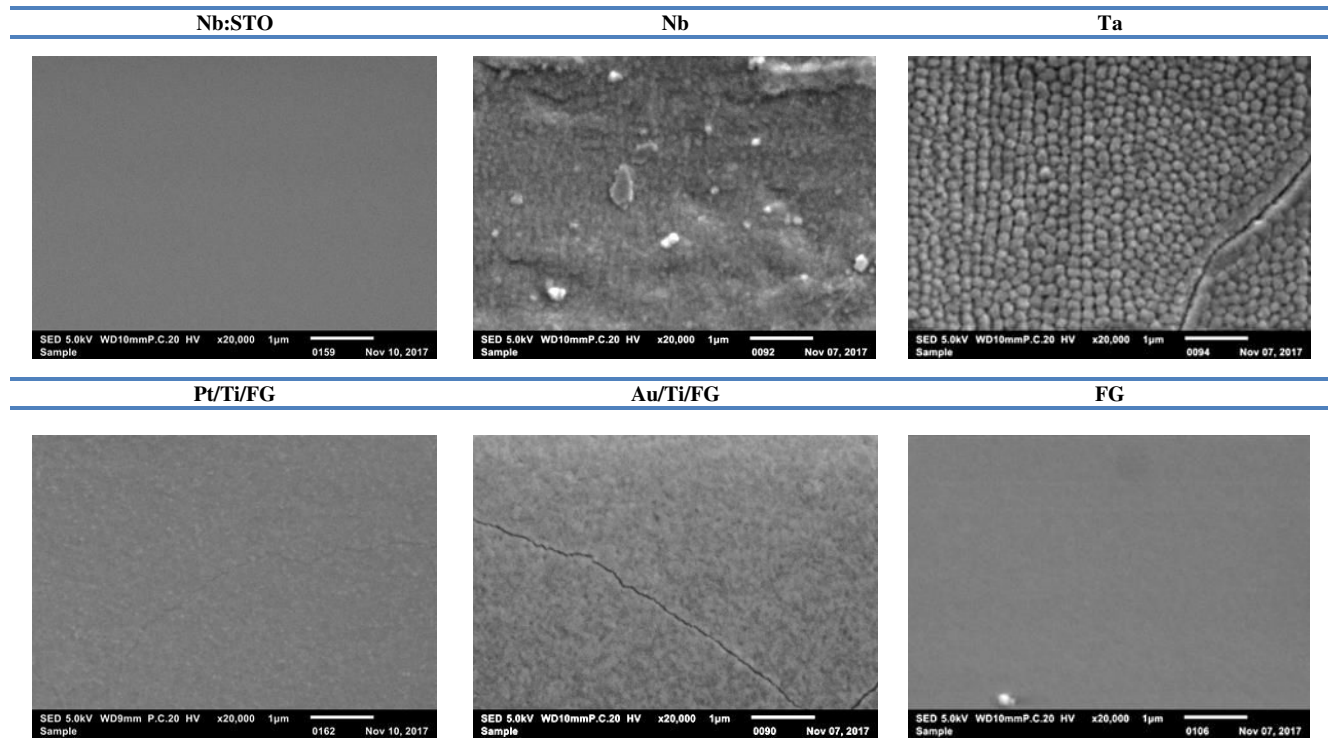 Nb:STO Nb Ta
SED 5.0kV WD10mmP.C.20 HV x20,000 1µm
Sample 0159 Nov 10, 2017
SED 5.0kV WD10mmP.C.20 HV x20,000 1µm
Sample 0092 Nov 07, 2017
SED 5.0kV WD10mmP.C.20 HV x20,000 1µm
Sample 0094 Nov 07, 2017
Pt/Ti/FG Au/Ti/FG FG
SED 5.0kV WD9mm P.C.20 HV x20,000 1µm
Sample 0162 Nov 10, 2017
SED 5.0kV WD10mmP.C.20 HV x20,000 1µm
Sample 0090 Nov 07, 2017
SED 5.0kV WD10mmP.C.20 HV x20,000 1µm
Sample 0106 Nov 07, 2017